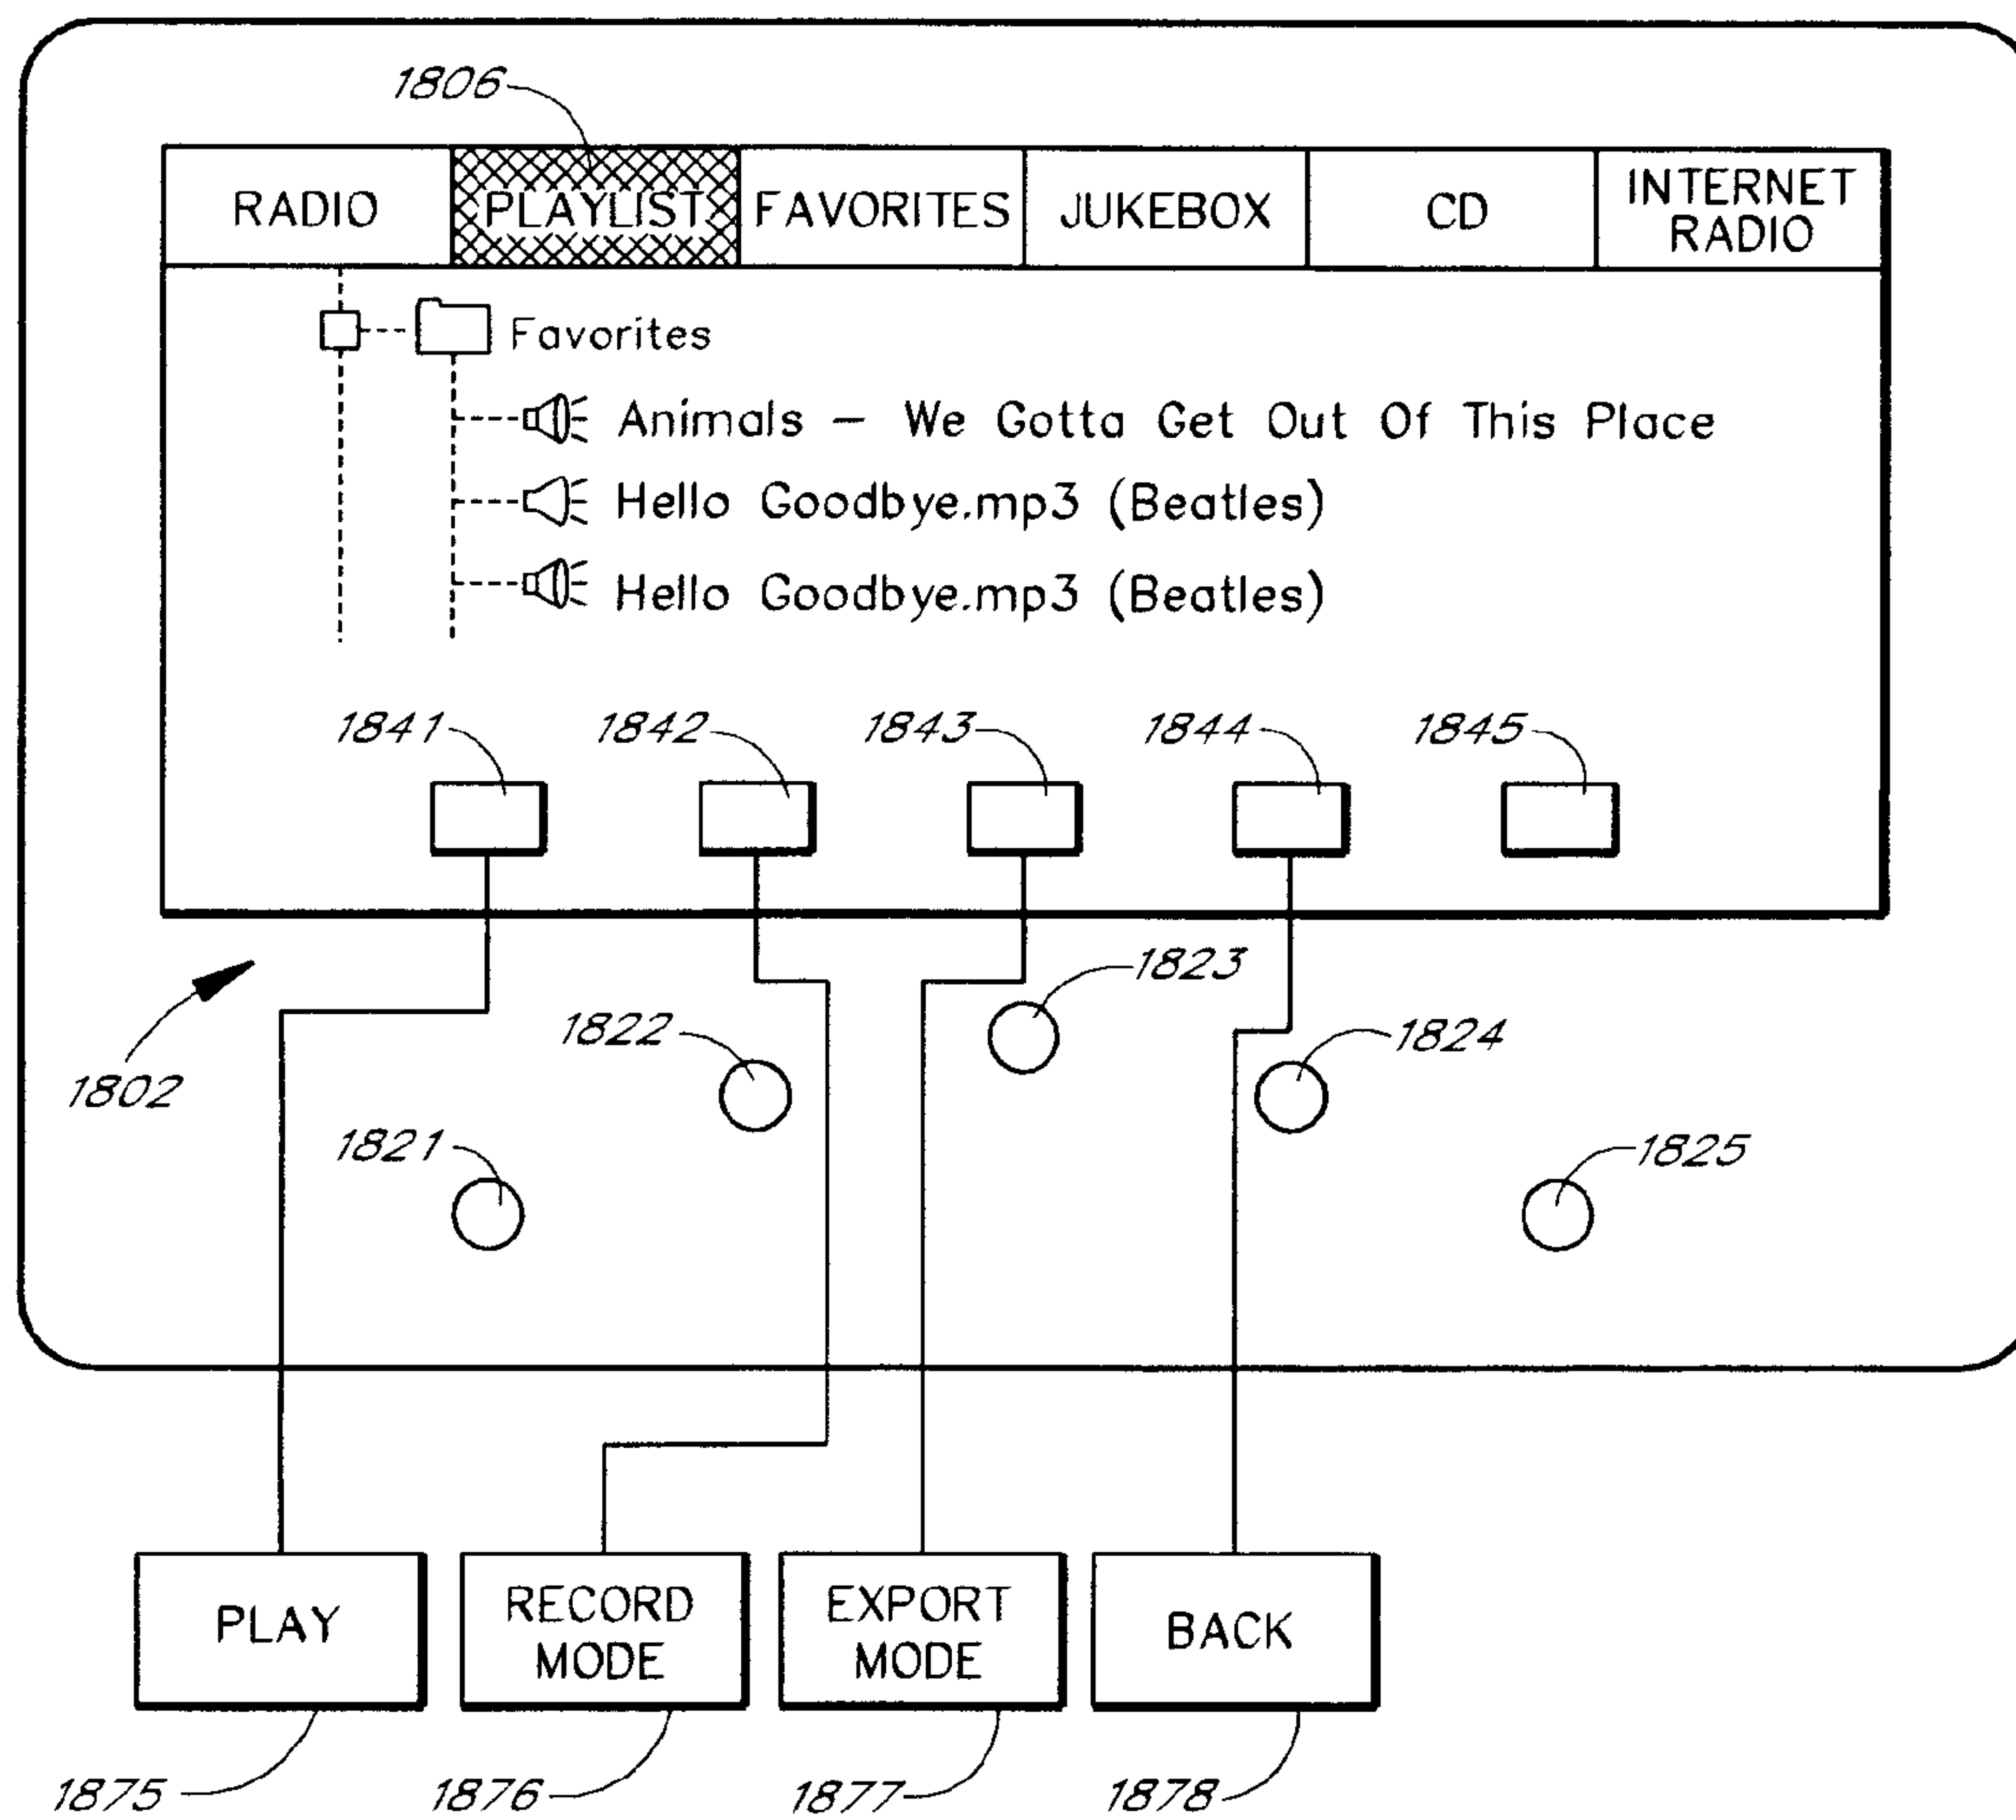 1806
RADIO PLAYLIST FAVORITES JUKEBOX CD INTERNET RADIO
Favorites
Animals – We Gotta Get Out Of This Place
Hello Goodbye.mp3 (Beatles)
Hello Goodbye.mp3 (Beatles)
1841 1842 1843 1844 1845
1823
1822 1824
1802
1821 1825
PLAY
RECORD MODE
EXPORT MODE
BACK
1875 1876 1877 1878